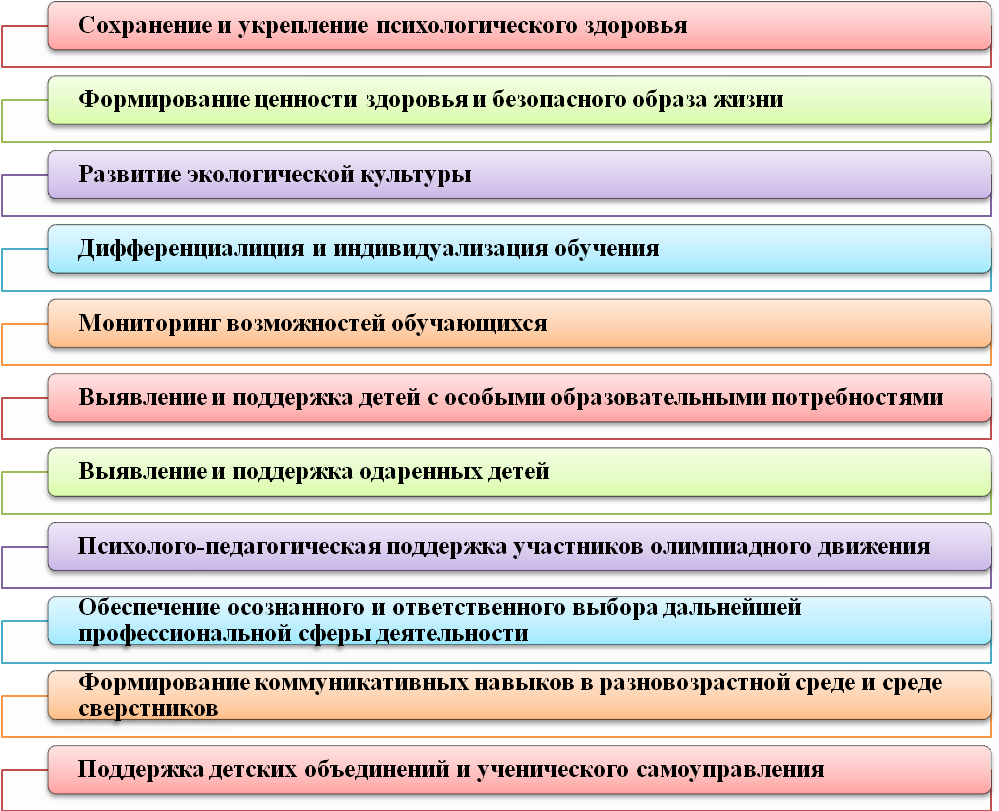 Сохранение и укрепление психологического здоровья
Формирование ценности здоровья и безопасного образа жизни
Развитие экологической культуры
Дифференциалиция и индивидуализация обучения
Мониторинг возможностей обучающихся
Выявление и поддержка детей с особыми образовательными потребностями
Выявление и поддержка одаренных детей
Психолого-педагогическая поддержка участников олимпиадного движения
Обеспечение осознанного и ответственного выбора дальнейшей
профессиональной сферы деятельности
Формирование коммуникативных навыков в разновозрастной среде и среде
сверстников
Поддержка детских объединений и ученического самоуправления